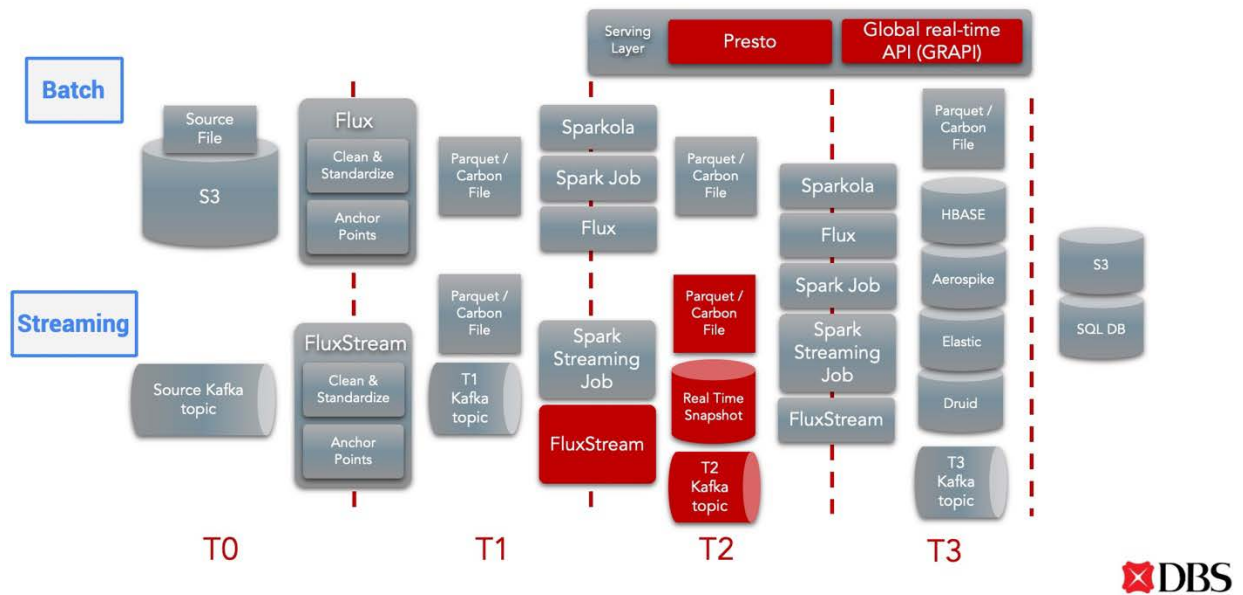 Serving
Layer
Presto
Global real-time
API (GRAPI)
Batch
Source
File
S3
Flux
Clean &
Standardize
Anchor
Points
Parquet /
Carbon
File
Sparkola
Spark Job
Flux
Parquet /
Carbon
File
Sparkola
Flux
Spark Job
Spark
Streaming
Job
FluxStream
Parquet /
Carbon
File
HBASE
Aerospike
Elastic
Druid
T3
Kafka
topic
S3
SQL DB
Streaming
Source Kafka
topic
FluxStream
Clean &
Standardize
Anchor
Points
Parquet /
Carbon
File
T1
Kafka
topic
Spark
Streaming
Job
FluxStream
Parquet /
Carbon
File
Real Time
Snapshot
T2
Kafka
topic
T0
T1
T2
T3
DBS